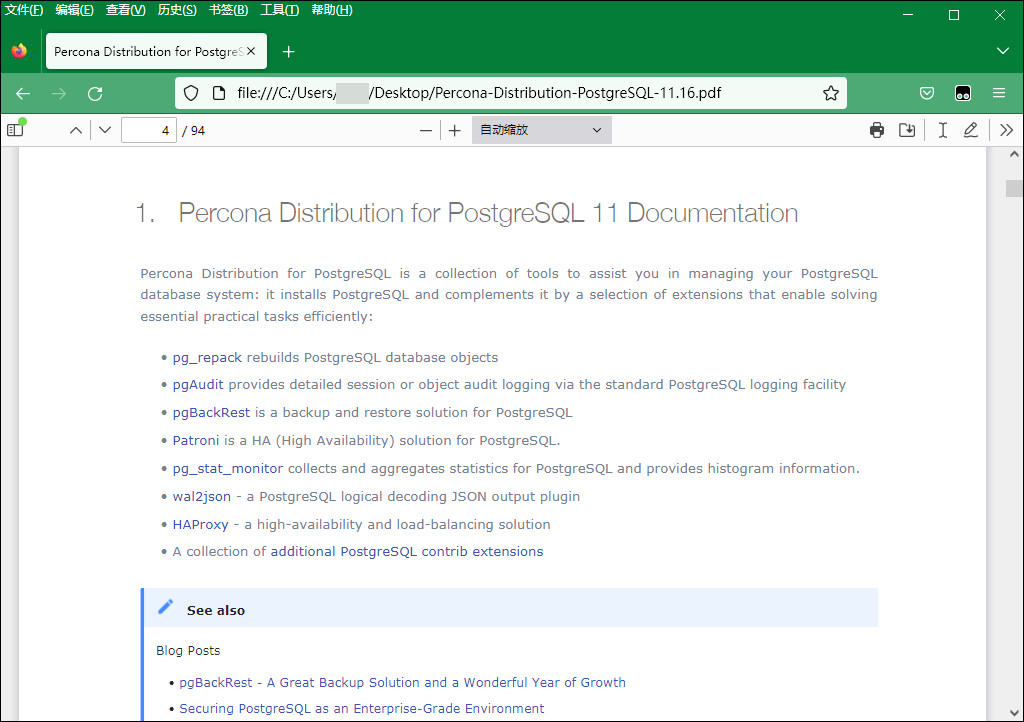 文件(F) 编辑(E) 查看(V) 历史(S) 书签(B) 工具(T) 帮助(H)
Percona Distribution for PostgreS
file:///C:/Users/ /Desktop/Percona-Distribution-PostgreSQL-11.16.pdf
4 / 94 自动缩放
1. Percona Distribution for PostgreSQL 11 Documentation
Percona Distribution for PostgreSQL is a collection of tools to assist you in managing your PostgreSQL
database system: it installs PostgreSQL and complements it by a selection of extensions that enable solving
essential practical tasks efficiently:
• pg_repack rebuilds PostgreSQL database objects
• pgAudit provides detailed session or object audit logging via the standard PostgreSQL logging facility
• pgBackRest is a backup and restore solution for PostgreSQL
• Patroni is a HA (High Availability) solution for PostgreSQL.
• pg_stat_monitor collects and aggregates statistics for PostgreSQL and provides histogram information.
• wal2json - a PostgreSQL logical decoding JSON output plugin
• HAProxy - a high-availability and load-balancing solution
• A collection of additional PostgreSQL contrib extensions
See also
Blog Posts
• pgBackRest - A Great Backup Solution and a Wonderful Year of Growth
• Securing PostgreSQL as an Enterprise-Grade Environment